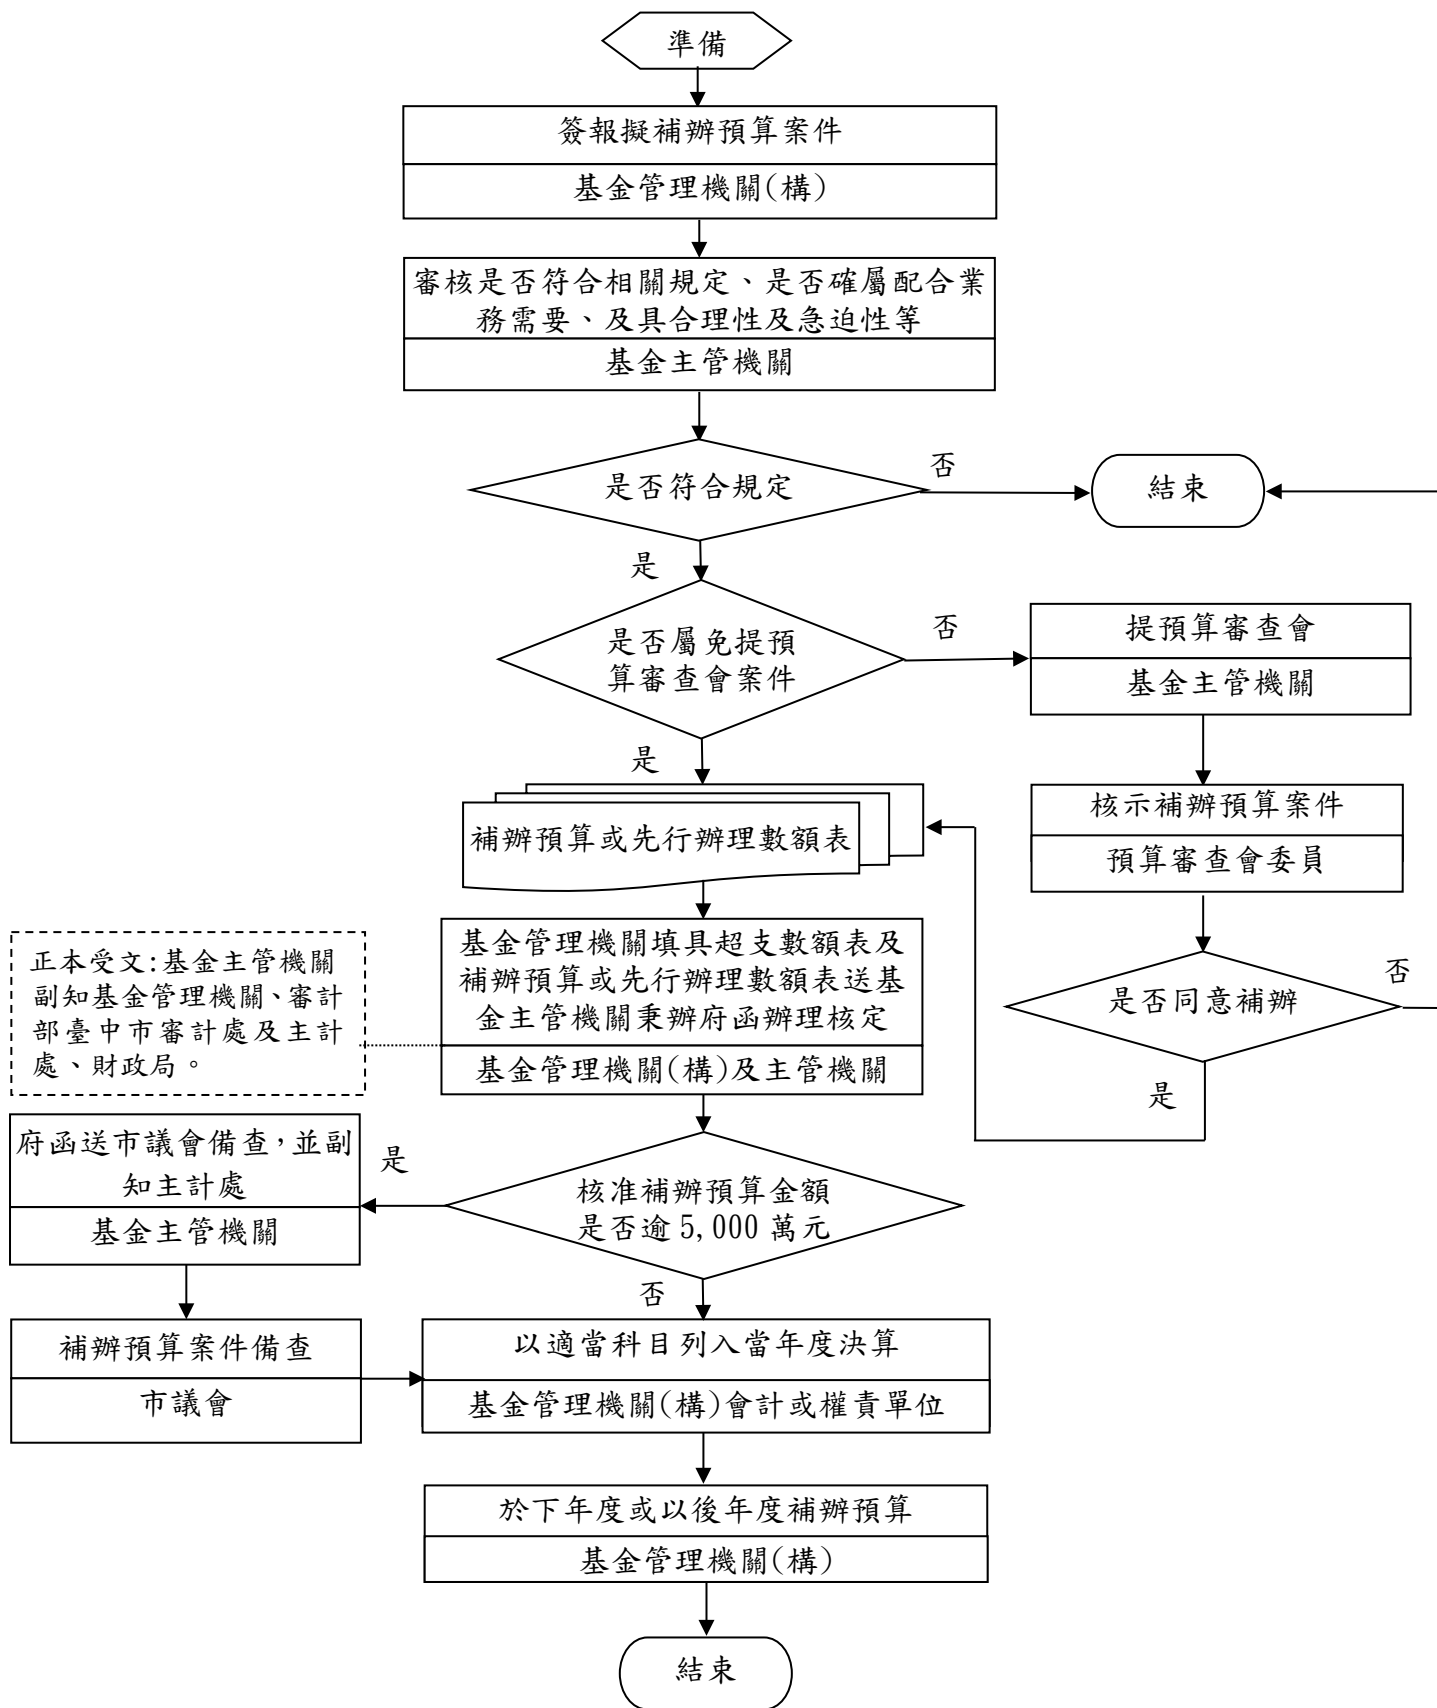 準備
簽報擬補辦預算案件
基金管理機關(構)
審核是否符合相關規定、是否確屬配合業
務需要、及具合理性及急迫性等
基金主管機關
是否符合規定
否
結束
是
是否屬免提預
算審查會案件
否
提預算審查會
基金主管機關
是
補辦預算或先行辦理數額表
核示補辦預算案件
預算審查會委員
正本受文:基金主管機關
副知基金管理機關、審計
部臺中市審計處及主計
處、財政局。
基金管理機關填具超支數額表及
補辦預算或先行辦理數額表送基
金主管機關秉辦府函辦理核定
基金管理機關(構)及主管機關
是否同意補辦
否
是
府函送市議會備查，並副
知主計處
基金主管機關
是
核准補辦預算金額
是否逾 5,000 萬元
否
補辦預算案件備查
市議會
以適當科目列入當年度決算
基金管理機關(構)會計或權責單位
於下年度或以後年度補辦預算
基金管理機關(構)
結束